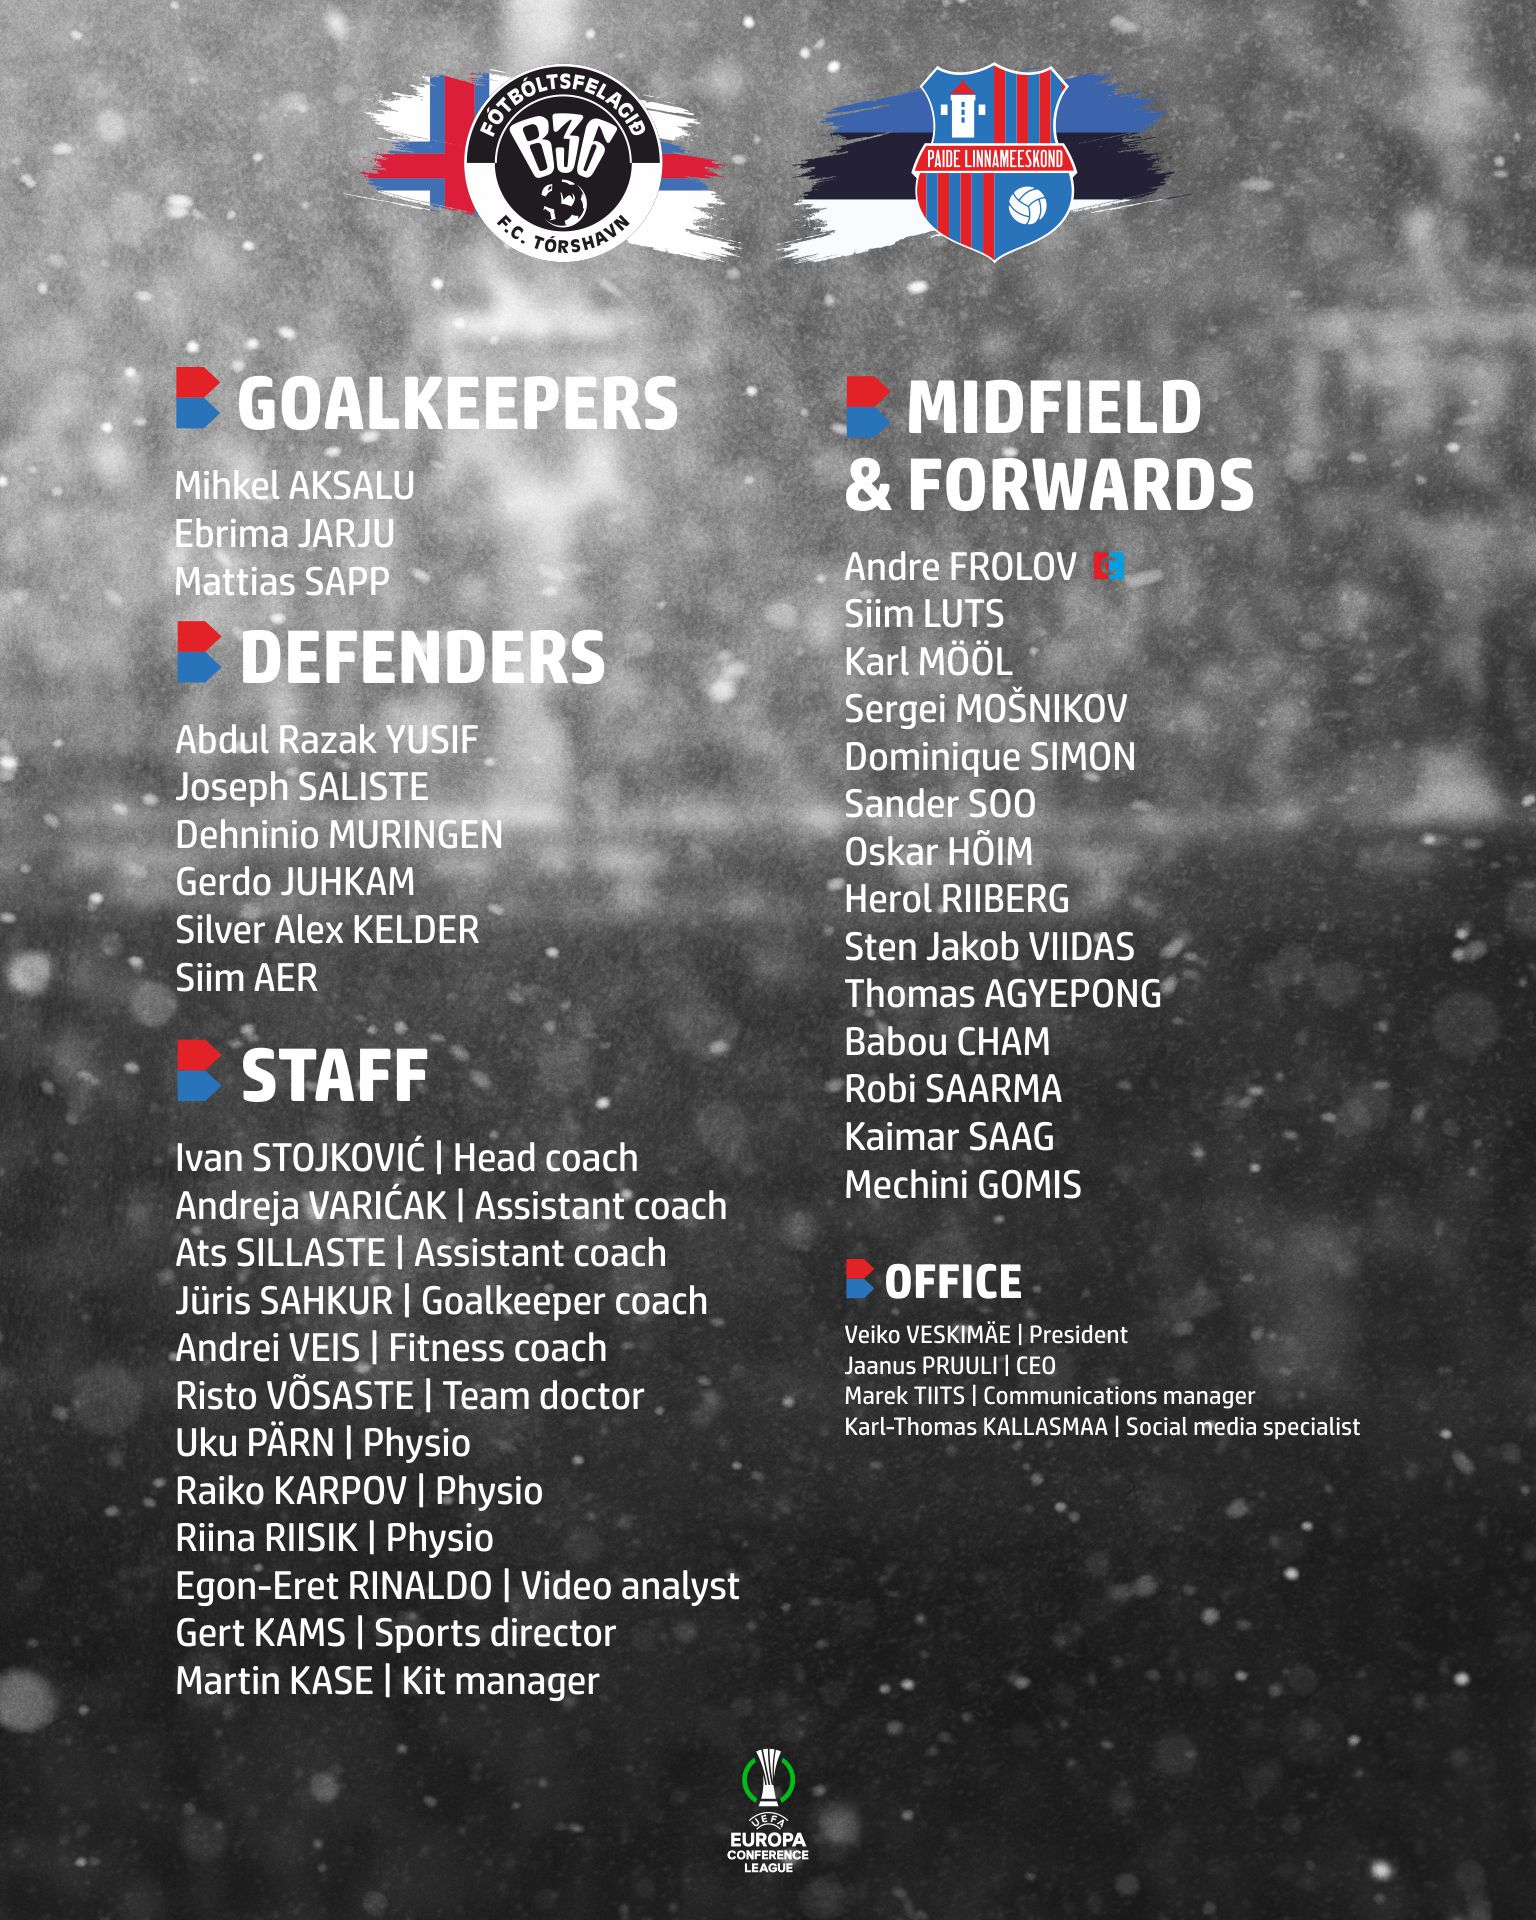 FÓTBÓLTSFELAGIÐ
B36
F.C. TÓRSHAVN
PAIDE LINNAMEESKOND
GOALKEEPERS
Mihkel AKSALU
Ebrima JARJU
Mattias SAPP
DEFENDERS
Abdul Razak YUSIF
Joseph SALISTE
Dehninio MURINGEN
Gerdo JUHKAM
Silver Alex KELDER
Siim AER
STAFF
Ivan STOJKOVIĆ | Head coach
Andreja VARIĆAK | Assistant coach
Ats SILLASTE | Assistant coach
Jüris SAHKUR | Goalkeeper coach
Andrei VEIS | Fitness coach
Risto VÕSASTE | Team doctor
Uku PÄRN | Physio
Raiko KARPOV | Physio
Riina RIISIK | Physio
Egon-Eret RINALDO | Video analyst
Gert KAMS | Sports director
Martin KASE | Kit manager
MIDFIELD
& FORWARDS
Andre FROLOV C
Siim LUTS
Karl MÖÖL
Sergei MOŠNIKOV
Dominique SIMON
Sander SOO
Oskar HÕIM
Herol RIIBERG
Sten Jakob VIIDAS
Thomas AGYEPONG
Babou CHAM
Robi SAARMA
Kaimar SAAG
Mechini GOMIS
OFFICE
Veiko VESKIMÄE | President
Jaanus PRUULI | CEO
Marek TIITS | Communications manager
Karl-Thomas KALLASMAA | Social media specialist
UEFA
EUROPA
CONFERENCE
LEAGUE